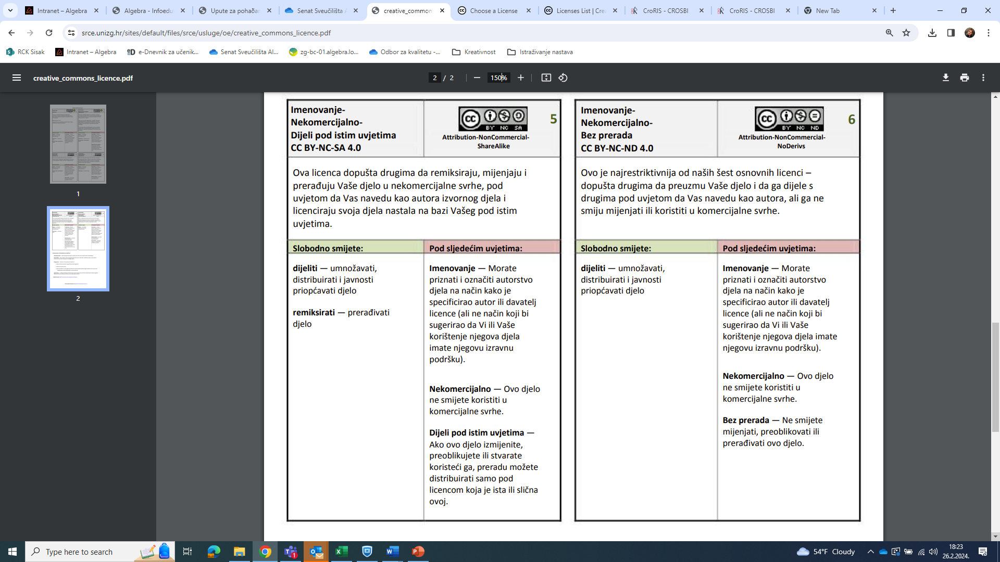 Intranet – Algebra
Algebra - Infoedu
Upute za pohađan
Senat Sveučilišta A
creative_commons
Choose a License
Licenses List | Crea
CroRIS - CROSBI
CroRIS - CROSBI
New Tab
srce.unizg.hr/sites/default/files/srce/usluge/oe/creative_commons_licence.pdf
RCK Sisak
Intranet – Algebra
e-Dnevnik za učenik...
Senat Sveučilišta Al...
zg-bc-01.algebra.lo...
Odbor za kvalitetu -...
Kreativnost
Istraživanje nastava
creative_commons_licence.pdf
2 / 2
150%
1
2
Imenovanje-
Nekomercijalno-
Dijeli pod istim uvjetima
CC BY-NC-SA 4.0
cc BY NC SA
5
Attribution-NonCommercial-
ShareAlike
Ova licenca dopušta drugima da remiksiraju, mijenjaju i
prerađuju Vaše djelo u nekomercijalne svrhe, pod
uvjetom da Vas navedu kao autora izvornog djela i
licenciraju svoja djela nastala na bazi Vašeg pod istim
uvjetima.
Slobodno smijete:
dijeliti — umnožavati,
distribuirati i javnosti
priopćavati djelo
remiksirati — prerađivati
djelo
Pod sljedećim uvjetima:
Imenovanje — Morate
priznati i označiti autorstvo
djela na način kako je
specificirao autor ili davatelj
licence (ali ne način koji bi
sugerirao da Vi ili Vaše
korištenje njegova djela
imate njegovu izravnu
podršku).
Nekomercijalno — Ovo djelo
ne smijete koristiti u
komercijalne svrhe.
Dijeli pod istim uvjetima —
Ako ovo djelo izmijenite,
preoblikujete ili stvarate
koristeći ga, preradu možete
distribuirati samo pod
licencom koja je ista ili slična
ovoj.
Imenovanje-
Nekomercijalno-
Bez prerada
CC BY-NC-ND 4.0
cc BY NC ND
6
Attribution-NonCommercial-
NoDerivs
Ovo je najrestriktivnija od naših šest osnovnih licenci –
dopušta drugima da preuzmu Vaše djelo i da ga dijele s
drugima pod uvjetom da Vas navedu kao autora, ali ga ne
smiju mijenjati ili koristiti u komercijalne svrhe.
Slobodno smijete:
dijeliti — umnožavati,
distribuirati i javnosti
priopćavati djelo
Pod sljedećim uvjetima:
Imenovanje — Morate
priznati i označiti autorstvo
djela na način kako je
specificirao autor ili davatelj
licence (ali ne način koji bi
sugerirao da Vi ili Vaše
korištenje njegova djela imate
njegovu izravnu podršku).
Nekomercijalno — Ovo djelo
ne smijete koristiti u
komercijalne svrhe.
Bez prerada — Ne smijete
mijenjati, preoblikovati ili
prerađivati ovo djelo.
Type here to search
54°F Cloudy
18:23
26.2.2024.